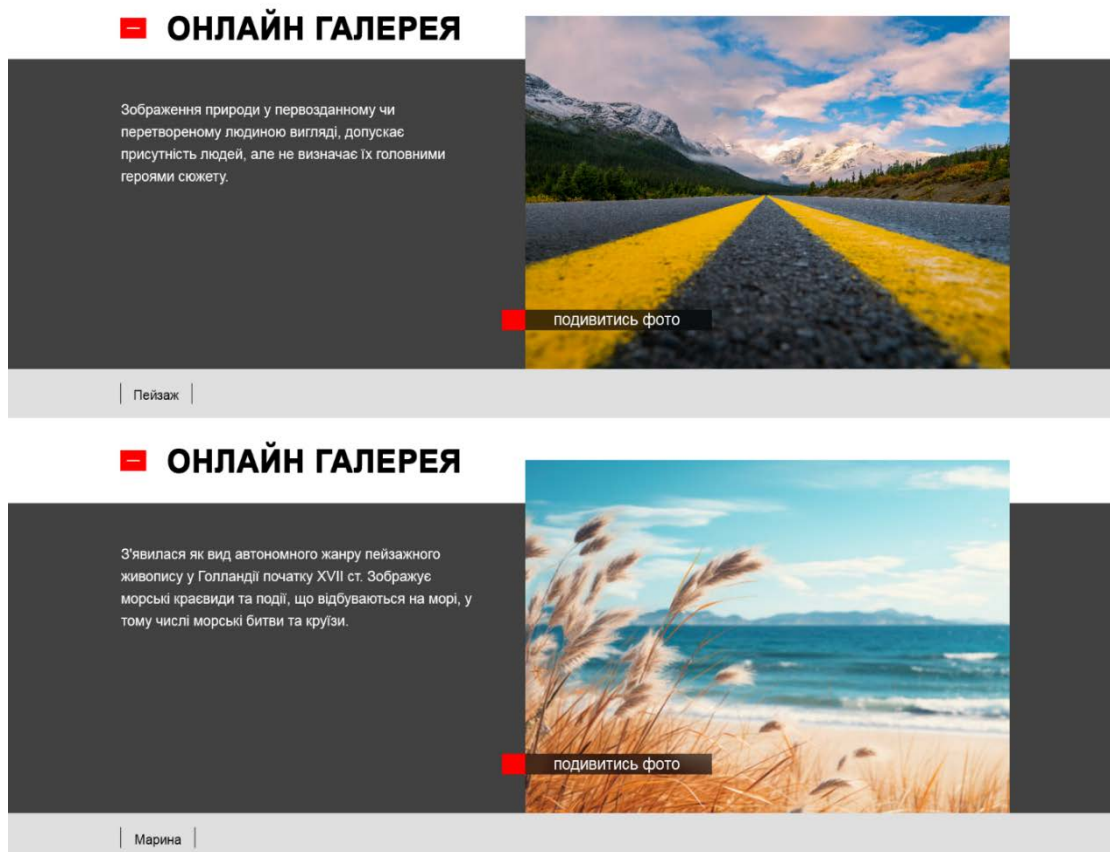 ОНЛАЙН ГАЛЕРЕЯ
Зображення природи у первозданному чи
перетвореному людиною вигляді, допускає
присутність людей, але не визначає їх головними
героями сюжету.
подивитись фото
Пейзаж
ОНЛАЙН ГАЛЕРЕЯ
З'явилася як вид автономного жанру пейзажного
живопису у Голландії початку XVII ст. Зображує
морські краєвиди та події, що відбуваються на морі, у
тому числі морські битви та круїзи.
подивитись фото
Марина